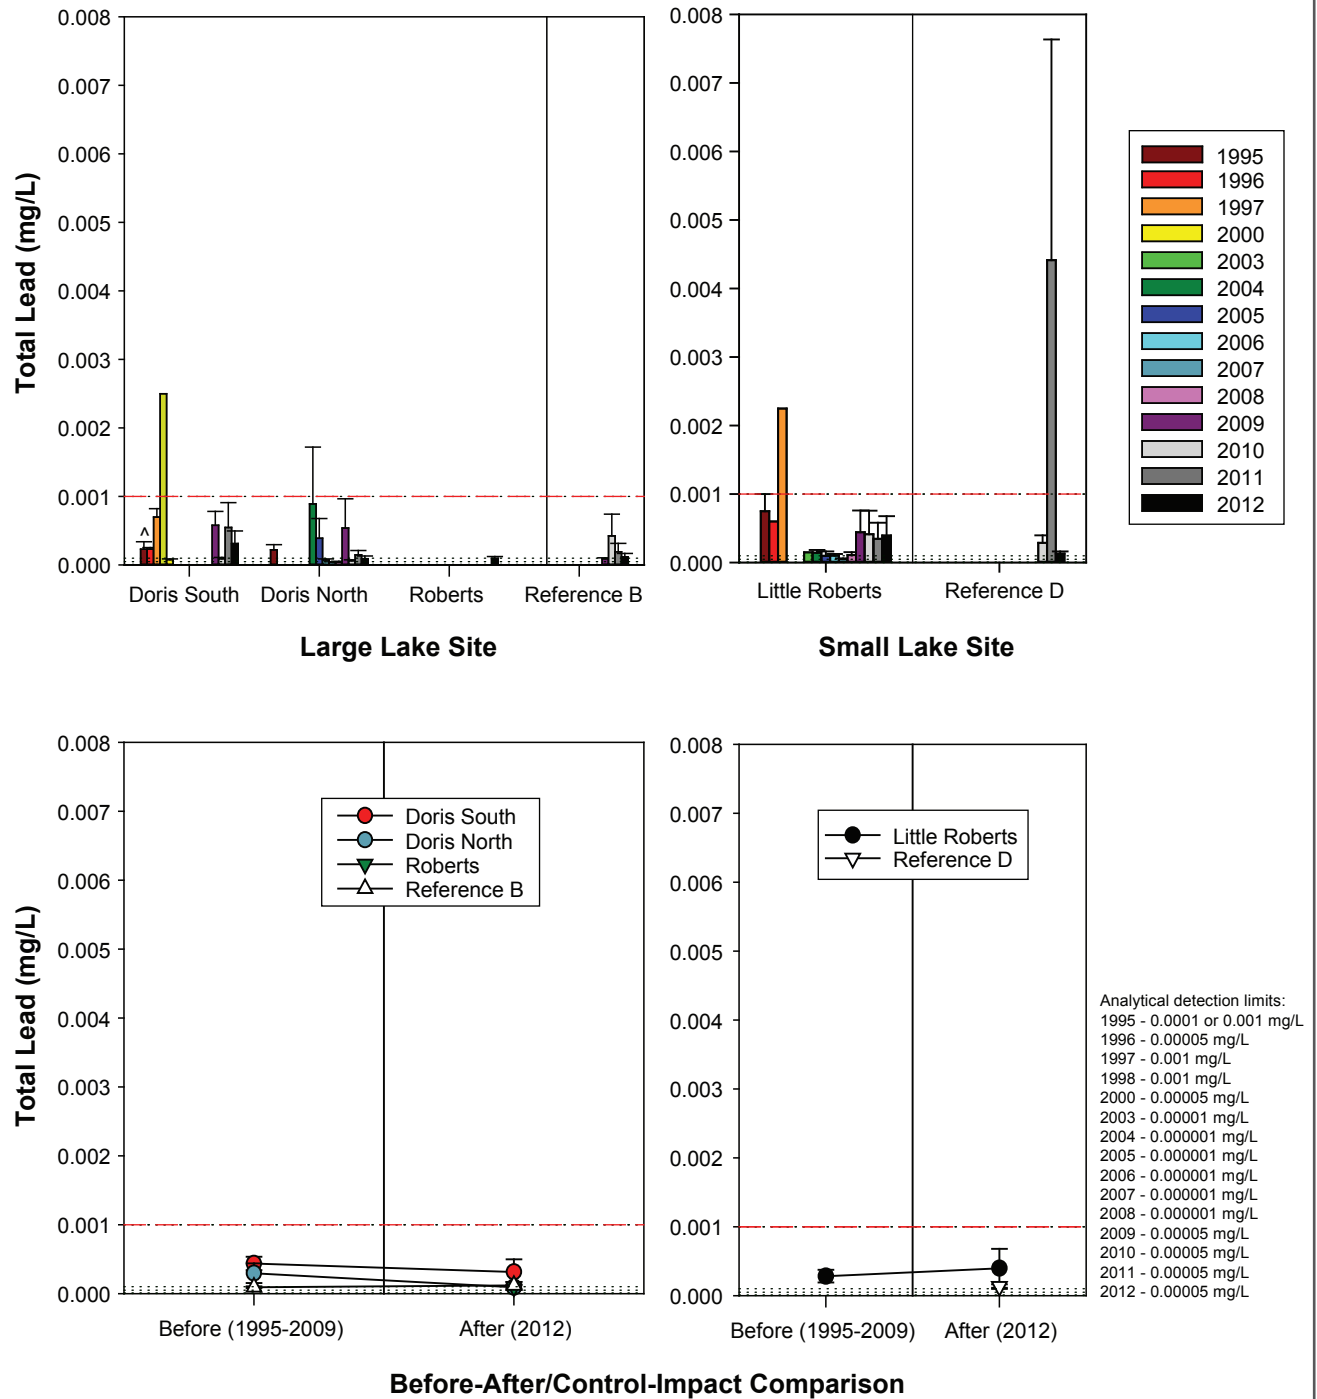 0.008
0.007
0.006
0.005
0.004
0.003
0.002
0.001
0.000
Total Lead (mg/L)
^
Doris South Doris North Roberts Reference B
Large Lake Site
0.008
0.007
0.006
0.005
0.004
0.003
0.002
0.001
0.000
Little Roberts Reference D
Small Lake Site
1995
1996
1997
2000
2003
2004
2005
2006
2007
2008
2009
2010
2011
2012
0.008
0.007
0.006
0.005
0.004
0.003
0.002
0.001
0.000
Total Lead (mg/L)
Doris South
Doris North
Roberts
Reference B
Before (1995-2009) After (2012)
0.008
0.007
0.006
0.005
0.004
0.003
0.002
0.001
0.000
Little Roberts
Reference D
Before (1995-2009) After (2012)
Analytical detection limits:
1995 - 0.0001 or 0.001 mg/L
1996 - 0.00005 mg/L
1997 - 0.001 mg/L
1998 - 0.001 mg/L
2000 - 0.00005 mg/L
2003 - 0.00001 mg/L
2004 - 0.000001 mg/L
2005 - 0.000001 mg/L
2006 - 0.000001 mg/L
2007 - 0.000001 mg/L
2008 - 0.000001 mg/L
2009 - 0.00005 mg/L
2010 - 0.00005 mg/L
2011 - 0.00005 mg/L
2012 - 0.00005 mg/L
Before-After/Control-Impact Comparison